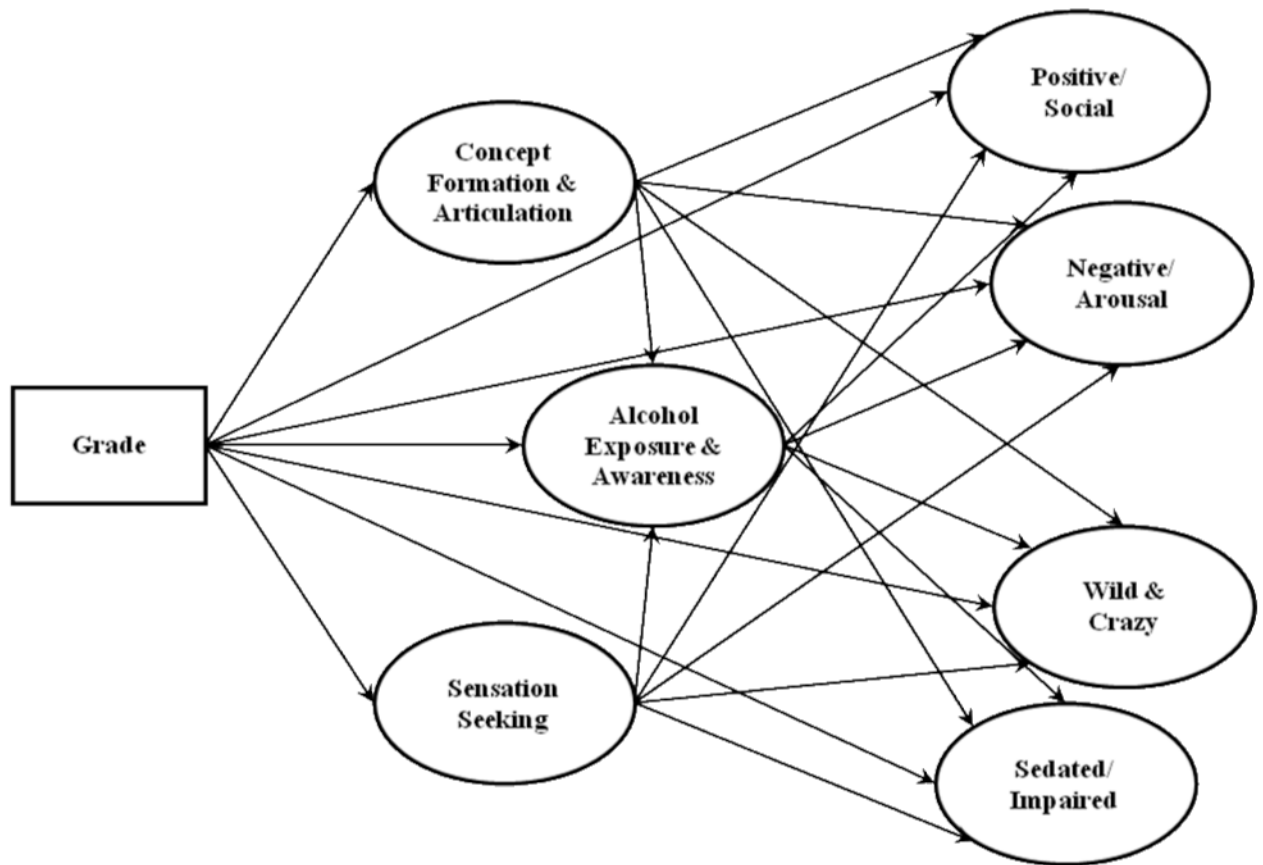 Positive/
Social
Concept
Formation &
Articulation
Negative/
Arousal
Grade
Alcohol
Exposure &
Awareness
Wild &
Crazy
Sensation
Seeking
Sedated/
Impaired